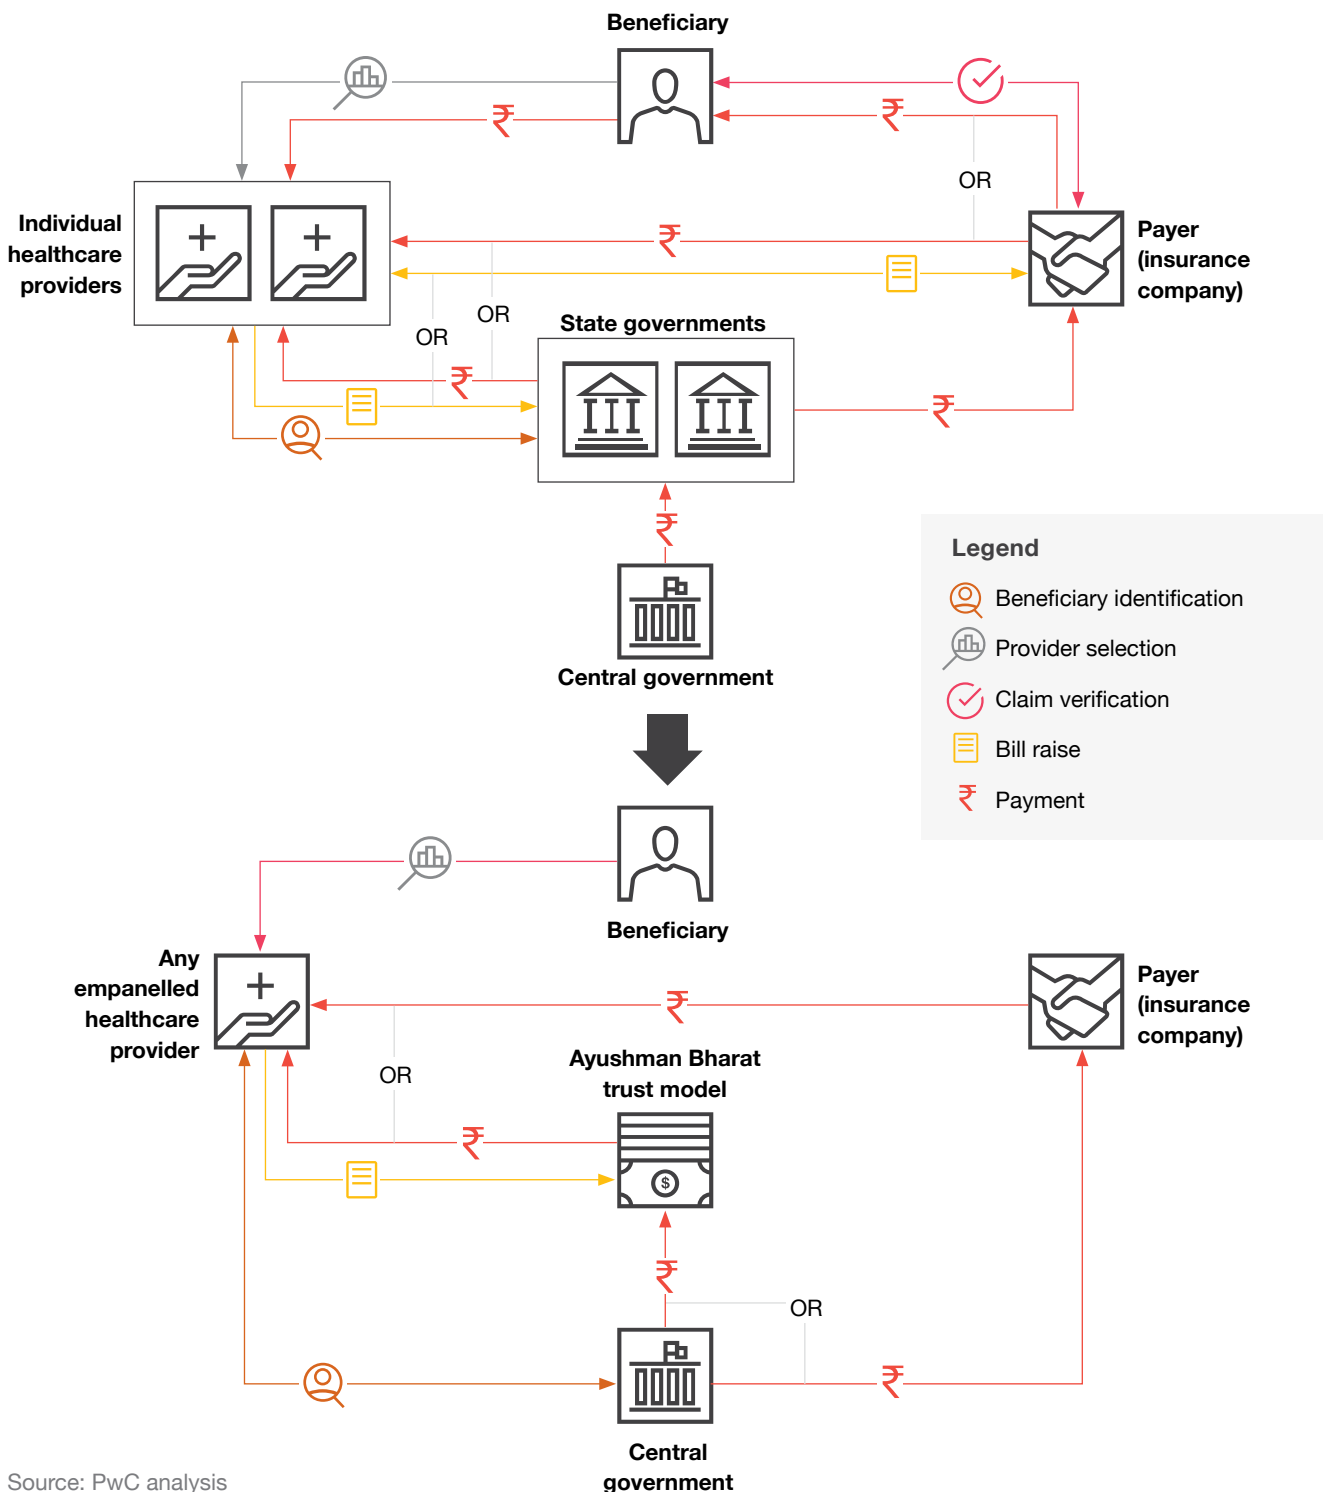 Beneficiary
₹
₹
OR
Individual
healthcare
providers
₹
Payer
(insurance
company)
OR
OR
State governments
₹
₹
₹
Central government
Legend
Beneficiary identification
Provider selection
Claim verification
Bill raise
₹ Payment
Beneficiary
Any
empanelled
healthcare
provider
₹
Payer
(insurance
company)
OR
Ayushman Bharat
trust model
₹
$
₹
OR
₹
Central
government
Source: PwC analysis